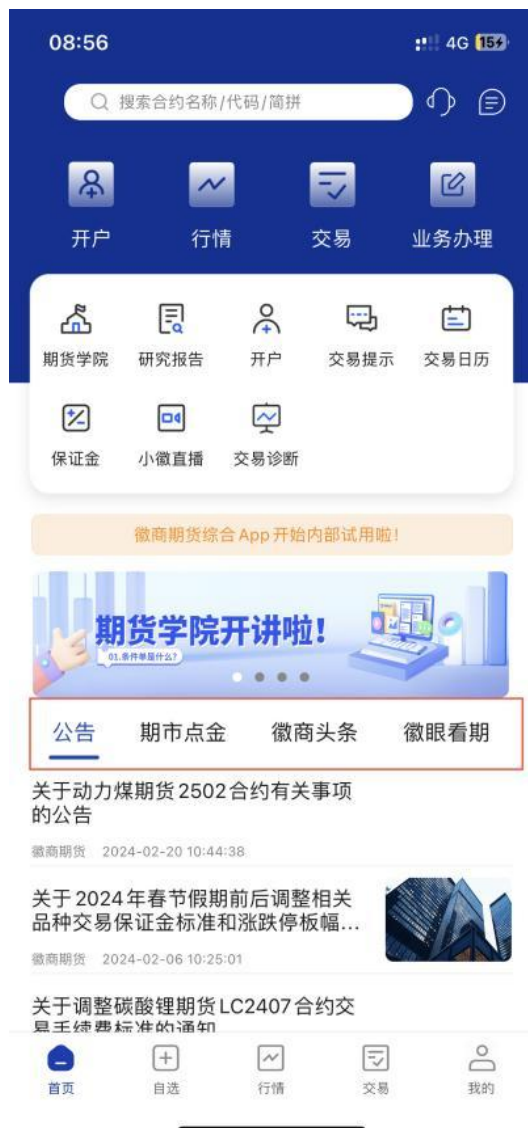 08:56
4G
15
搜索合约名称/代码/简拼
开户
行情
交易
业务办理
期货学院
研究报告
开户
交易提示
交易日历
保证金
小徽直播
交易诊断
徽商期货综合App开始内部试用啦!
期货学院开讲啦!
01.条件单是什么?
公告
期市点金
徽商头条
徽眼看期
关于动力煤期货2502合约有关事项
的公告
徽商期货 2024-02-20 10:44:38
关于2024年春节假期前后调整相关
品种交易保证金标准和涨跌停板幅...
徽商期货 2024-02-06 10:25:01
关于调整碳酸锂期货LC2407合约交
易手续费标准的通知
首页
自选
行情
交易
我的